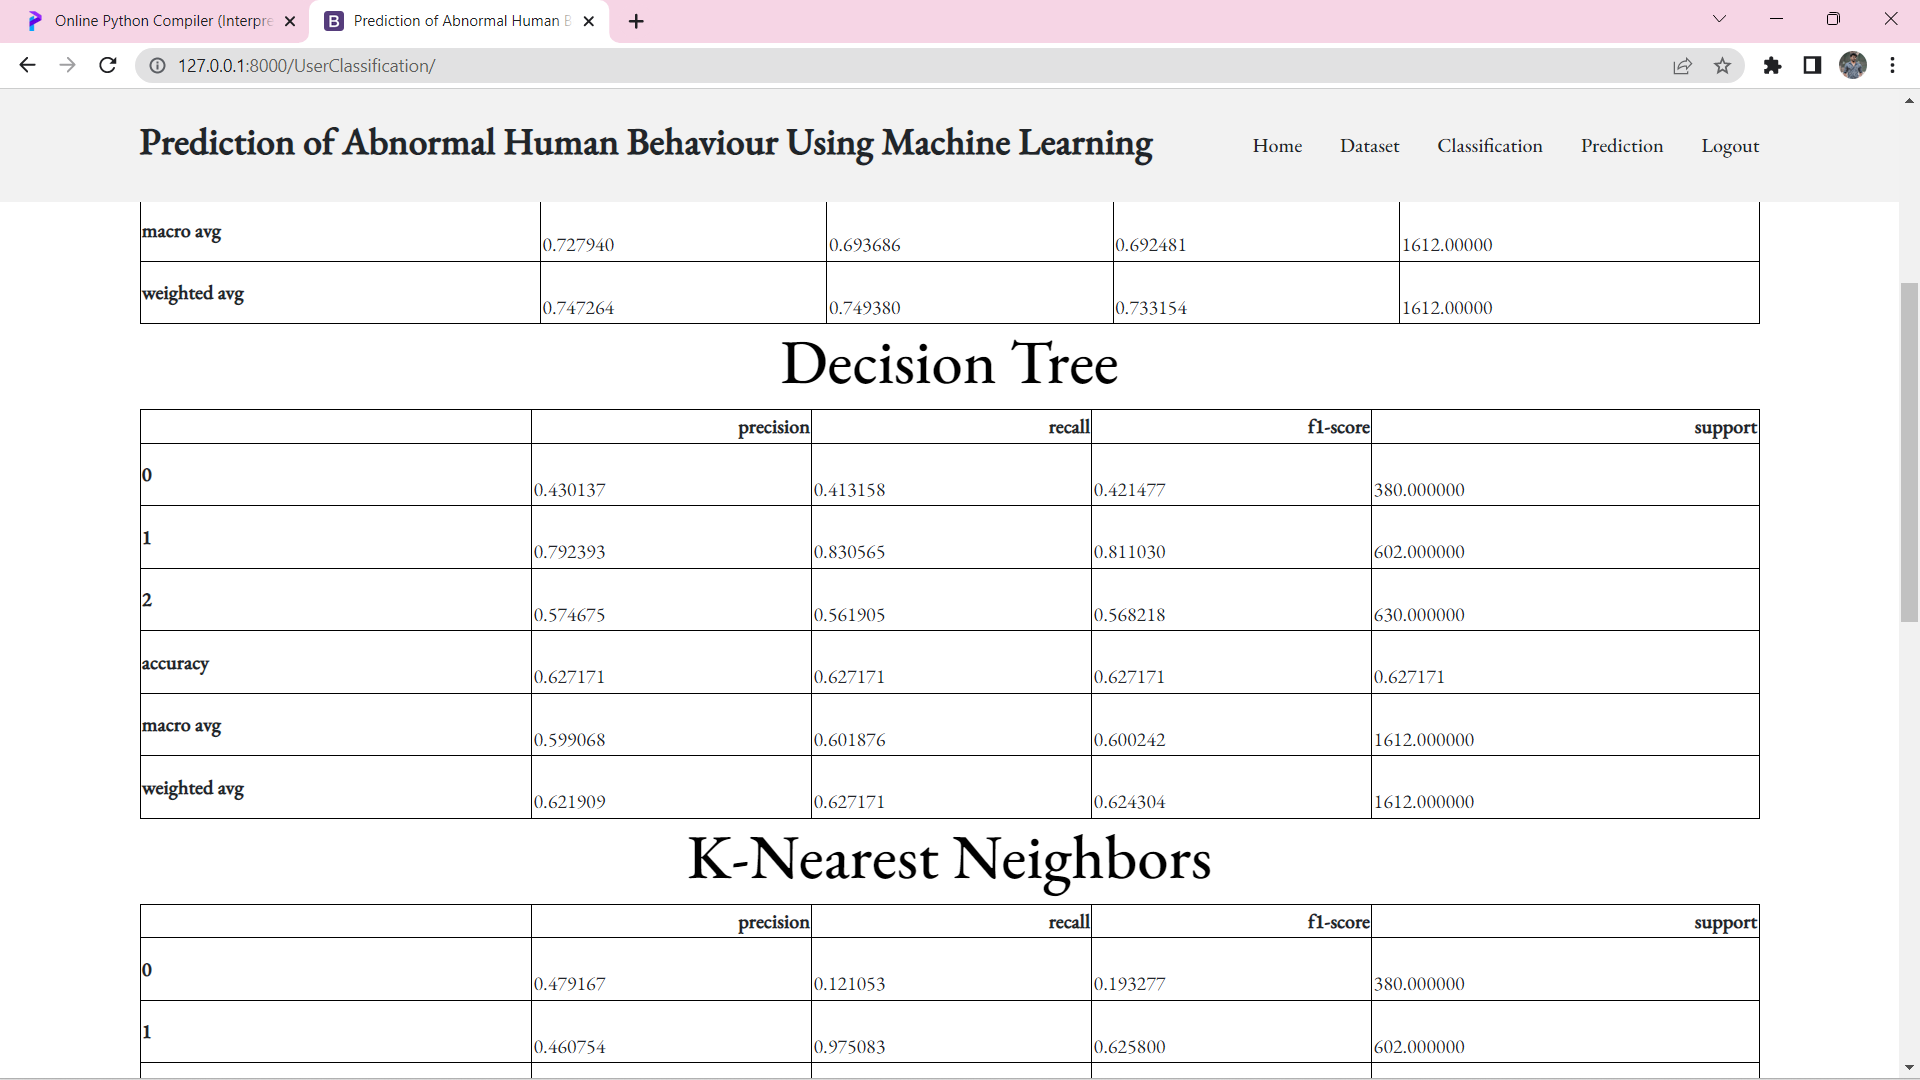 Online Python Compiler (Interpre
Prediction of Abnormal Human B
127.0.0.1:8000/UserClassification/
Prediction of Abnormal Human Behaviour Using Machine Learning
Home Dataset Classification Prediction Logout
macro avg 0.727940 0.693686 0.692481 1612.00000
weighted avg 0.747264 0.749380 0.733154 1612.00000
Decision Tree
precision recall f1-score support
0 0.430137 0.413158 0.421477 380.000000
1 0.792393 0.830565 0.811030 602.000000
2 0.574675 0.561905 0.568218 630.000000
accuracy 0.627171 0.627171 0.627171 0.627171
macro avg 0.599068 0.601876 0.600242 1612.000000
weighted avg 0.621909 0.627171 0.624304 1612.000000
K-Nearest Neighbors
precision recall f1-score support
0 0.479167 0.121053 0.193277 380.000000
1 0.460754 0.975083 0.625800 602.000000